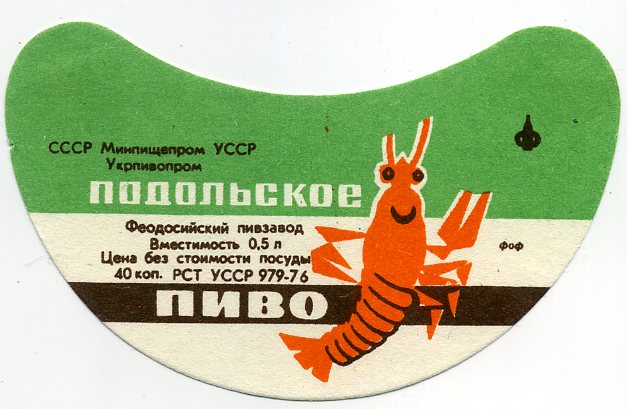 СССР Минпищепром УССР
Укрпивопром
ПОДОЛЬСКОЕ
Феодосийский пивзавод
Вместимость 0,5 л
Цена без стоимости посуды
40 коп. РСТ УССР 979-76
ПИВО
ФОФ